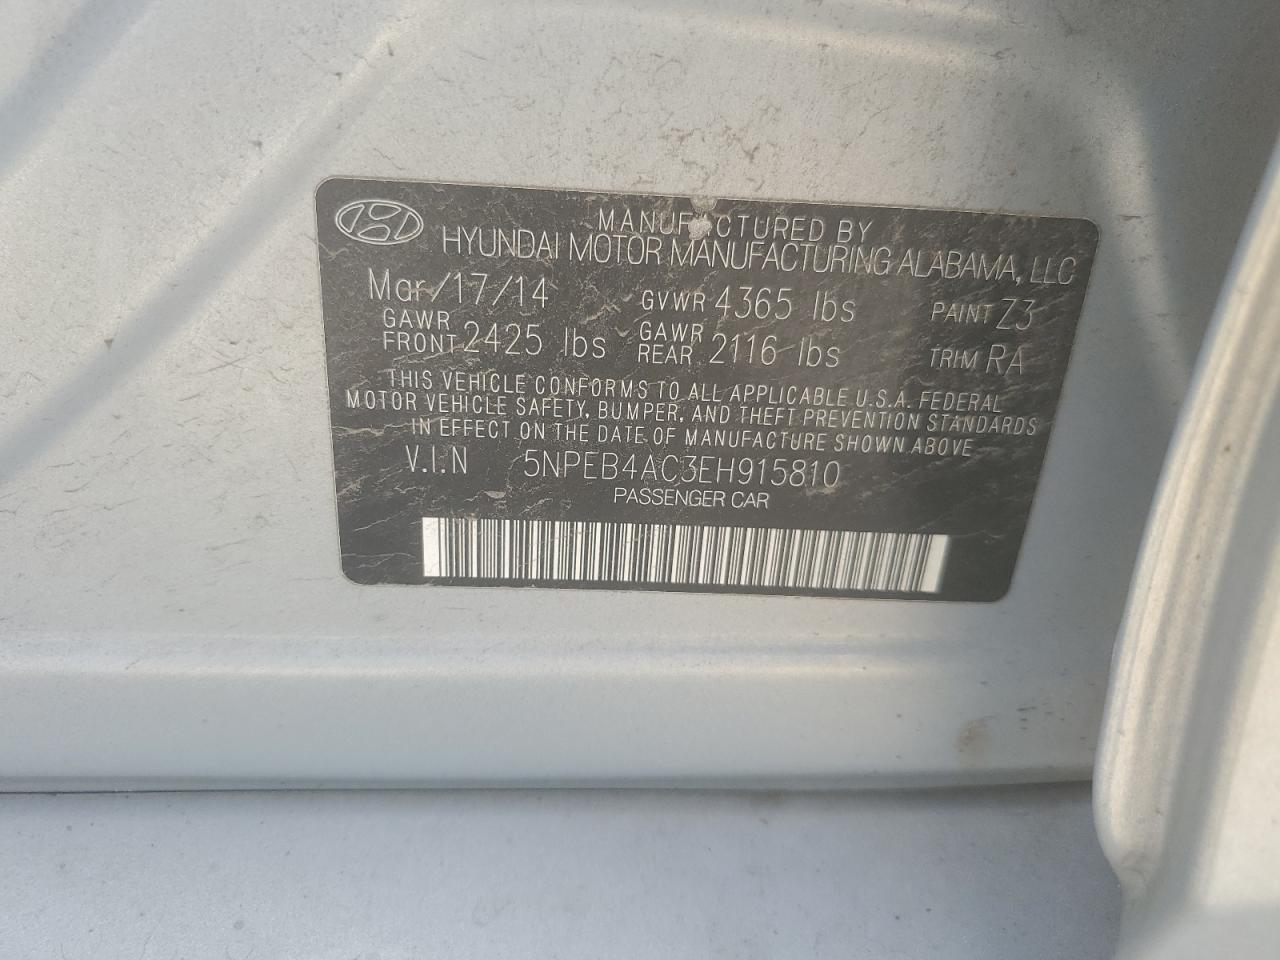 MANUFACTURED BY
HYUNDAI MOTOR MANUFACTURING ALABAMA, LLC
Mar/17/14 GVWR 4365 lbs PAINT Z3
GAWR FRONT 2425 lbs GAWR REAR 2116 lbs TRIM RA
THIS VEHICLE CONFORMS TO ALL APPLICABLE U.S.A. FEDERAL
MOTOR VEHICLE SAFETY, BUMPER, AND THEFT PREVENTION STANDARDS
IN EFFECT ON THE DATE OF MANUFACTURE SHOWN ABOVE
V.I.N 5NPEB4AC3EH915810
PASSENGER CAR